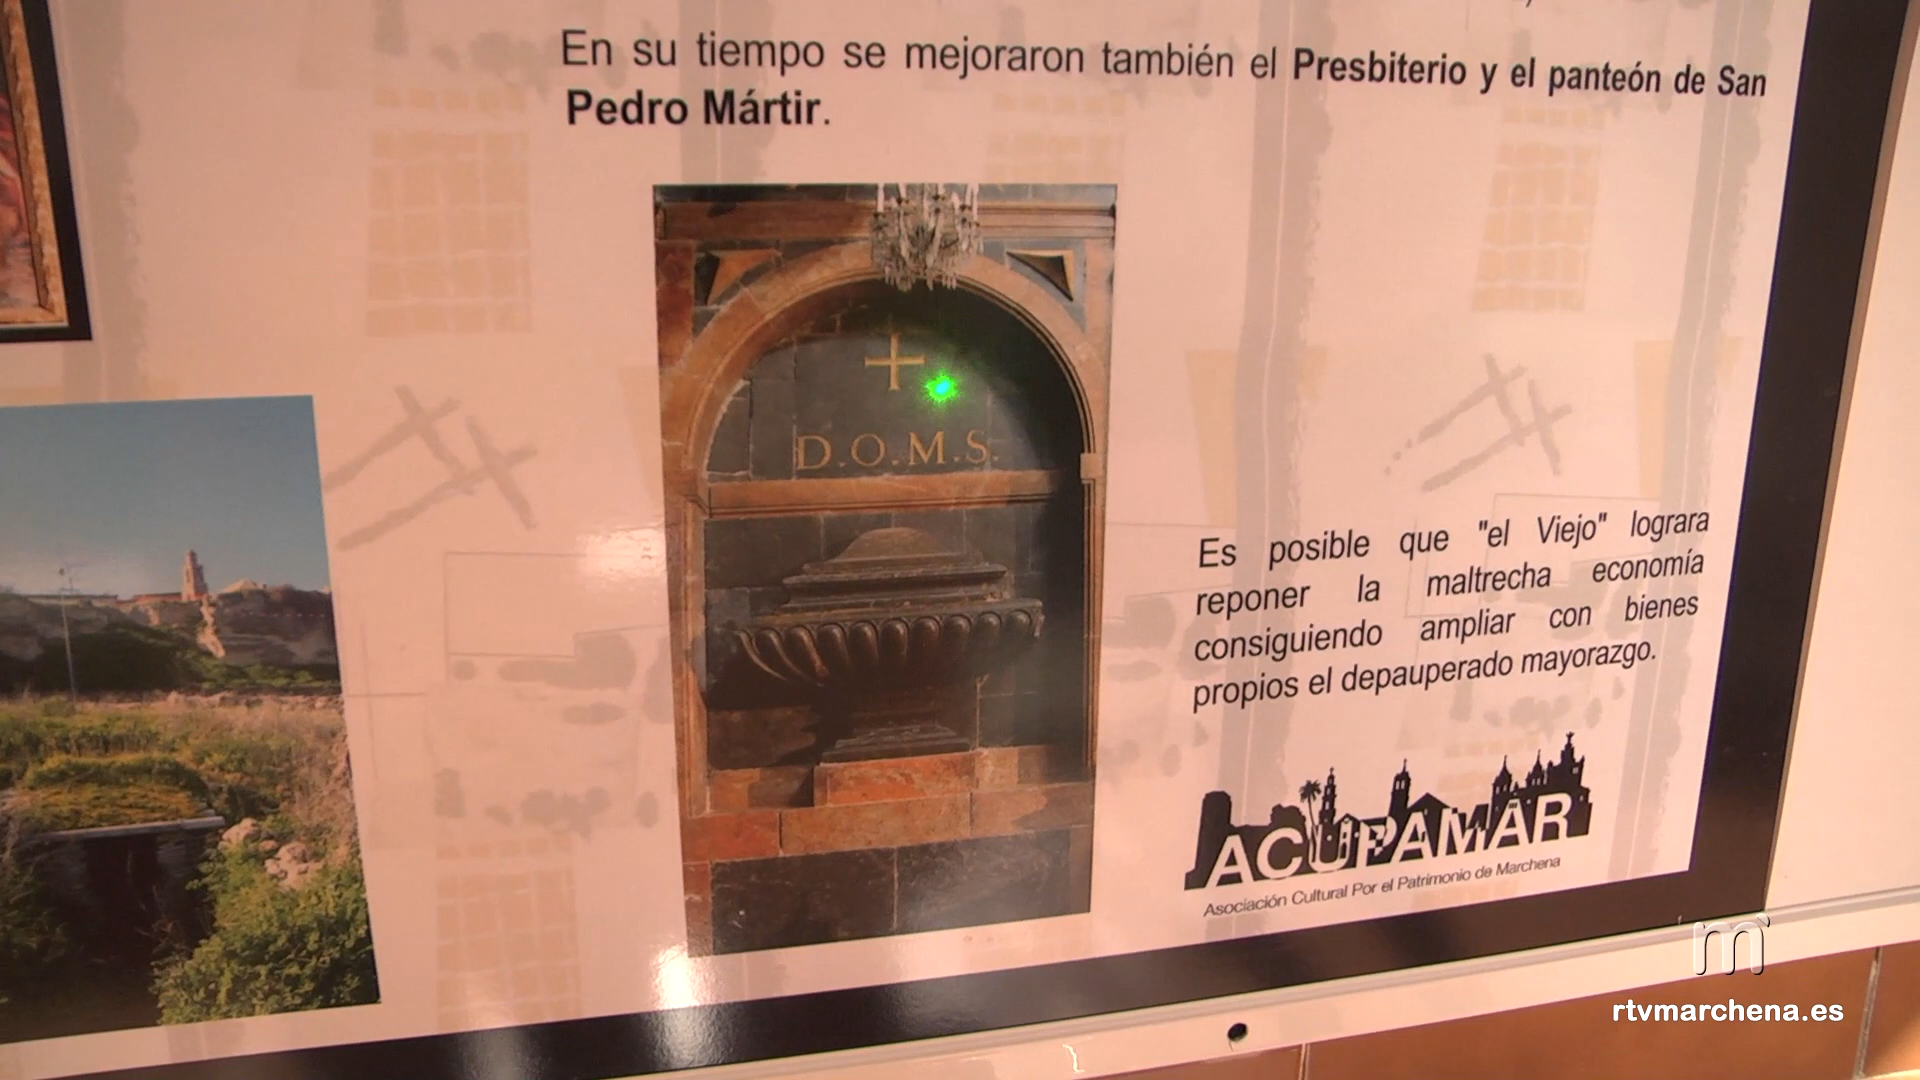 En su tiempo se mejoraron también el Presbiterio y el panteón de San
Pedro Mártir.
D.O.M.S.
Es posible que "el Viejo" lograra
reponer la maltrecha economía
consiguiendo ampliar con bienes
propios el depauperado mayorazgo.
ACUPAMAR
Asociación Cultural Por el Patrimonio de Marchena
m
rtvmarchena.es